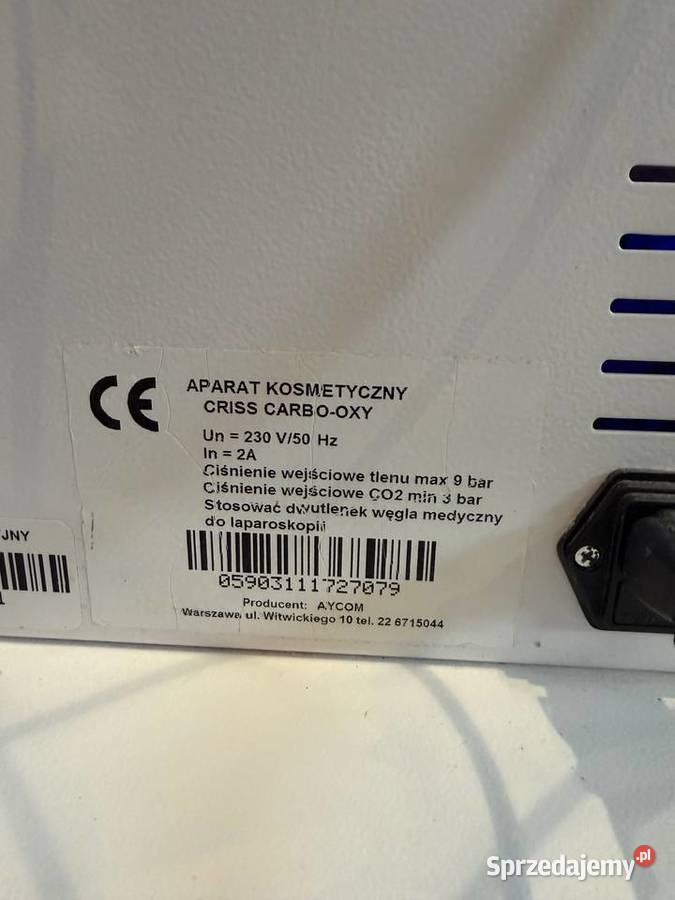 CE
APARAT KOSMETYCZNY
CRISS CARBO-OXY
Un = 230 V/50 Hz
In = 2A
Ciśnienie wejściowe tlenu max 9 bar
Ciśnienie wejściowe CO2 min 3 bar
Stosować dwutlenek węgla medyczny
do laparoskopii
05903111727079
Producent: AYCOM
Warszawa ul. Witwickiego 10 tel. 22 6715044
JNY
1
Sprzedajemy.pl